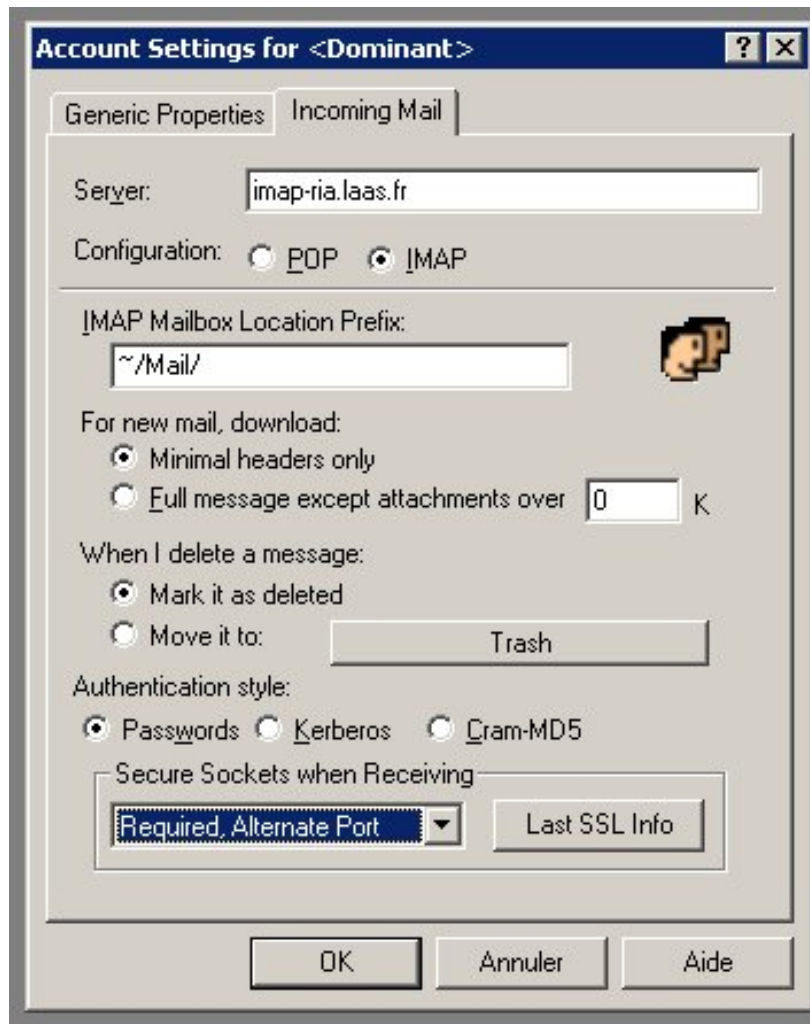 Account Settings for <Dominant>
Generic Properties
Incoming Mail
Server: imap-ria.laas.fr
Configuration: POP IMAP
IMAP Mailbox Location Prefix:
~/Mail/
For new mail, download:
Minimal headers only
Full message except attachments over 0 K
When I delete a message:
Mark it as deleted
Move it to: Trash
Authentication style:
Passwords Kerberos Cram-MD5
Secure Sockets when Receiving
Required, Alternate Port Last SSL Info
OK Annuler Aide